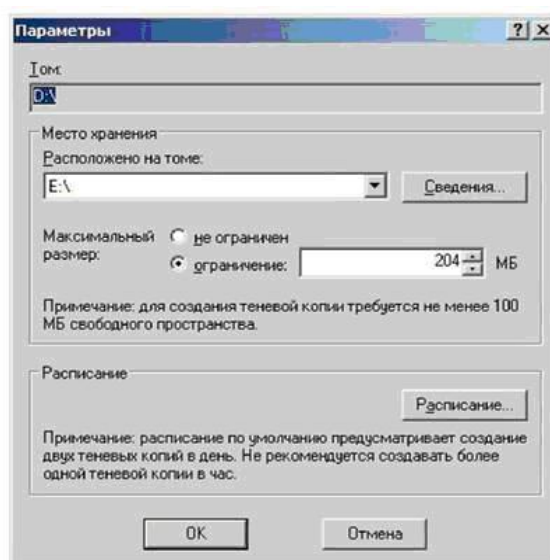 Параметры
Том:
D:\
Место хранения
Расположено на томе:
E:\
Сведения...
Максимальный размер:
не ограничен
ограничение:
204
МБ
Примечание: для создания теневой копии требуется не менее 100
МБ свободного пространства.
Расписание
Расписание...
Примечание: расписание по умолчанию предусматривает создание
двух теневых копий в день. Не рекомендуется создавать более
одной теневой копии в час.
OK
Отмена